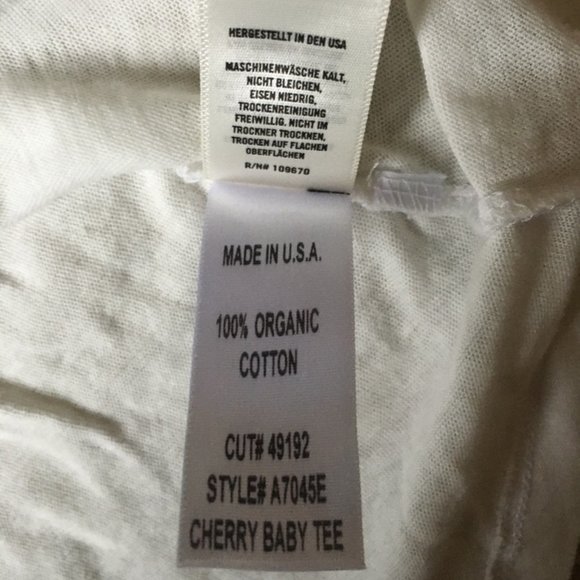 HERGESTELLT IN DEN USA
MASCHINENWÄSCHE KALT,
NICHT BLEICHEN,
EISEN NIEDRIG,
TROCKENREINIGUNG
FREIWILLIG. NICHT IM
TROCKNER TROCKNEN,
TROCKEN AUF FLACHEN
OBERFLÄCHEN
R/N# 109670
MADE IN U.S.A.
100% ORGANIC
COTTON
CUT# 49192
STYLE# A7045E
CHERRY BABY TEE